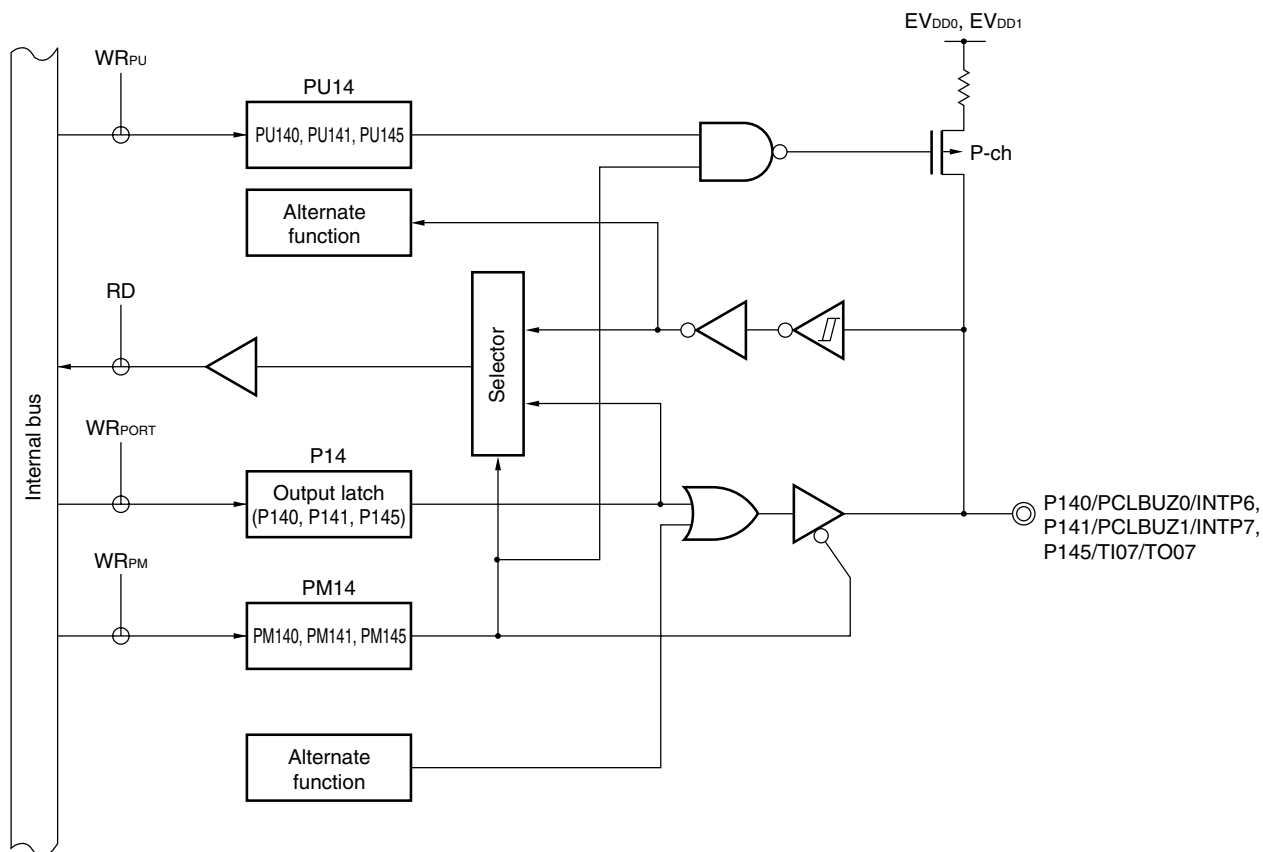 EVDD0, EVDD1
WRPU
PU14
PU140, PU141, PU145
P-ch
Alternate
function
RD
Selector
Internal bus
WRPORT
P14
Output latch
(P140, P141, P145)
P140/PCLBUZ0/INTP6,
P141/PCLBUZ1/INTP7,
P145/TI07/TO07
WRPM
PM14
PM140, PM141, PM145
Alternate
function